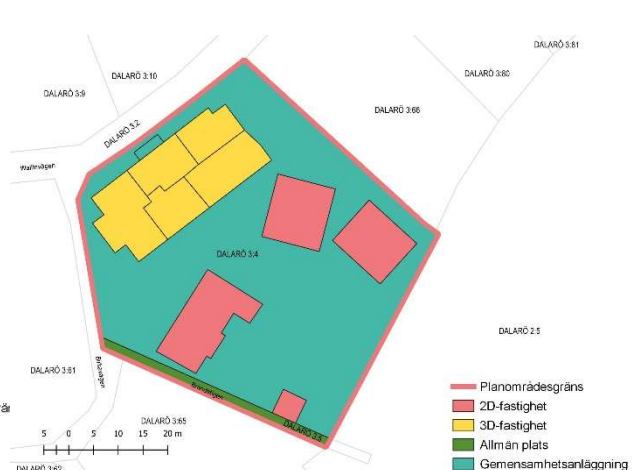 DALARÖ 3:81
DALARÖ 3:10
DALARÖ 3:80
DALARÖ 3:9
DALARÖ 3:66
DALARÖ 3:2
Wallinvägen
DALARÖ 3:4
DALARÖ 2:5
DALARÖ 3:61
DALARÖ 3:65
DALARÖ 3:5
5 0 5 10 15 20 m
DALARÖ 3:62
Planområdesgräns
2D-fastighet
3D-fastighet
Allmän plats
Gemensamhetsanläggning